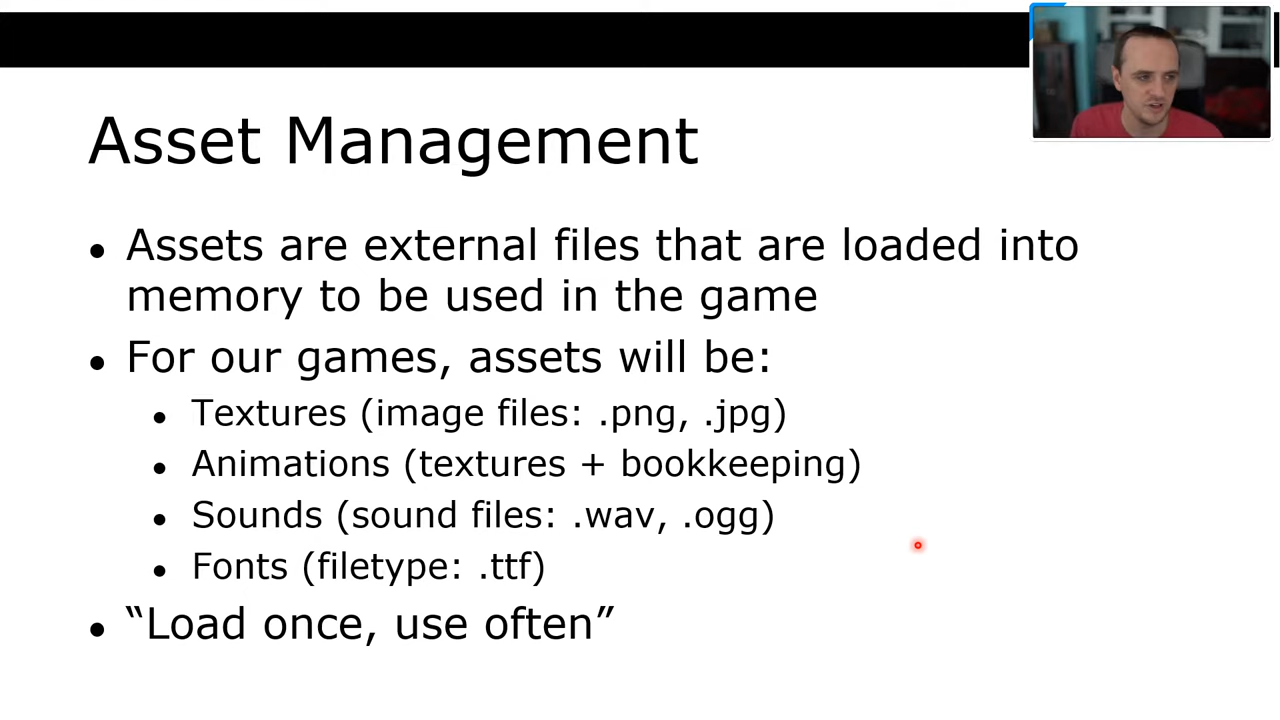 Asset Management
● Assets are external files that are loaded into
memory to be used in the game
● For our games, assets will be:
● Textures (image files: .png, .jpg)
● Animations (textures + bookkeeping)
● Sounds (sound files: .wav, .ogg)
● Fonts (filetype: .ttf)
● “Load once, use often”